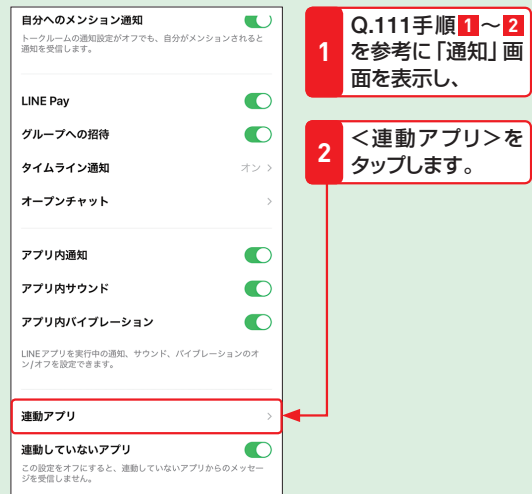 自分へのメンション通知
トークルームの通知設定がオフでも、自分がメンションされると
通知を受信します。
LINE Pay
グループへの招待
タイムライン通知 オン >
オープンチャット >
アプリ内通知
アプリ内サウンド
アプリ内バイブレーション
LINEアプリを実行中の通知、サウンド、バイブレーションのオ
ン/オフを設定できます。
連動アプリ >
連動していないアプリ
この設定をオフにすると、連動していないアプリからのメッセー
ジを受信しません。
1
Q.111手順1～2
を参考に「通知」画
面を表示し、
2
＜連動アプリ＞を
タップします。